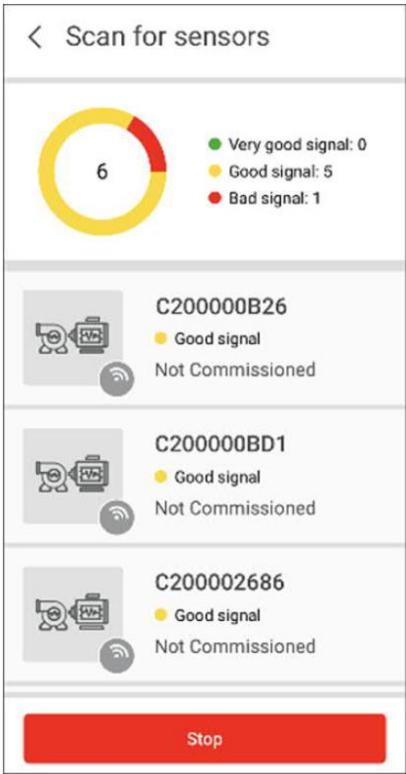 Scan for sensors
6
Very good signal: 0
Good signal: 5
Bad signal: 1
C200000B26
Good signal
Not Commissioned
C200000BD1
Good signal
Not Commissioned
C200002686
Good signal
Not Commissioned
Stop